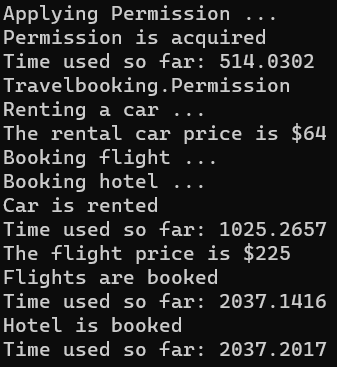 Applying Permission ...
Permission is acquired
Time used so far: 514.0302
Travelbooking.Permission
Renting a car ...
The rental car price is $64
Booking flight ...
Booking hotel ...
Car is rented
Time used so far: 1025.2657
The flight price is $225
Flights are booked
Time used so far: 2037.1416
Hotel is booked
Time used so far: 2037.2017